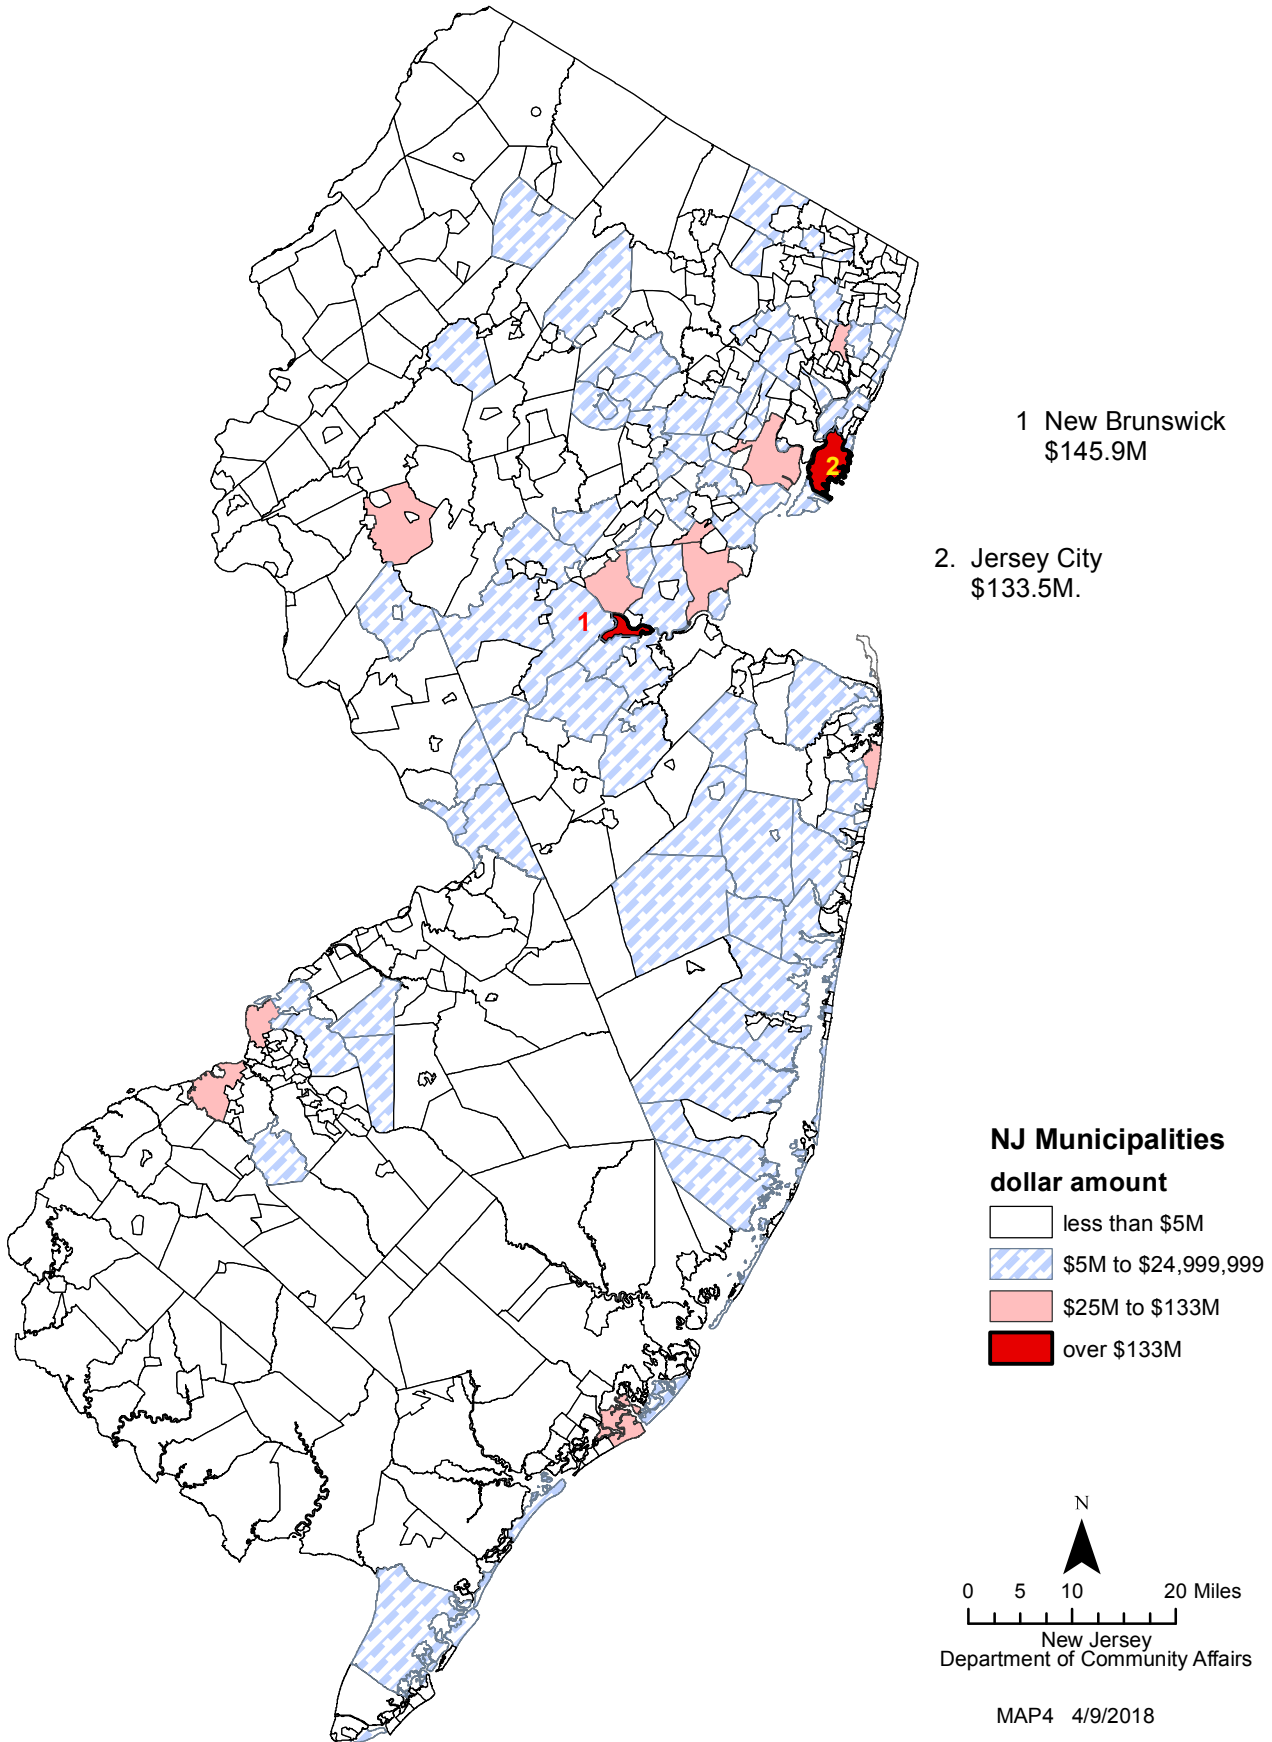 1 New Brunswick
$145.9M
2. Jersey City
$133.5M.
2
1
NJ Municipalities
dollar amount
less than $5M
$5M to $24,999,999
$25M to $133M
over $133M
N
0 5 10 20 Miles
New Jersey
Department of Community Affairs
MAP4 4/9/2018